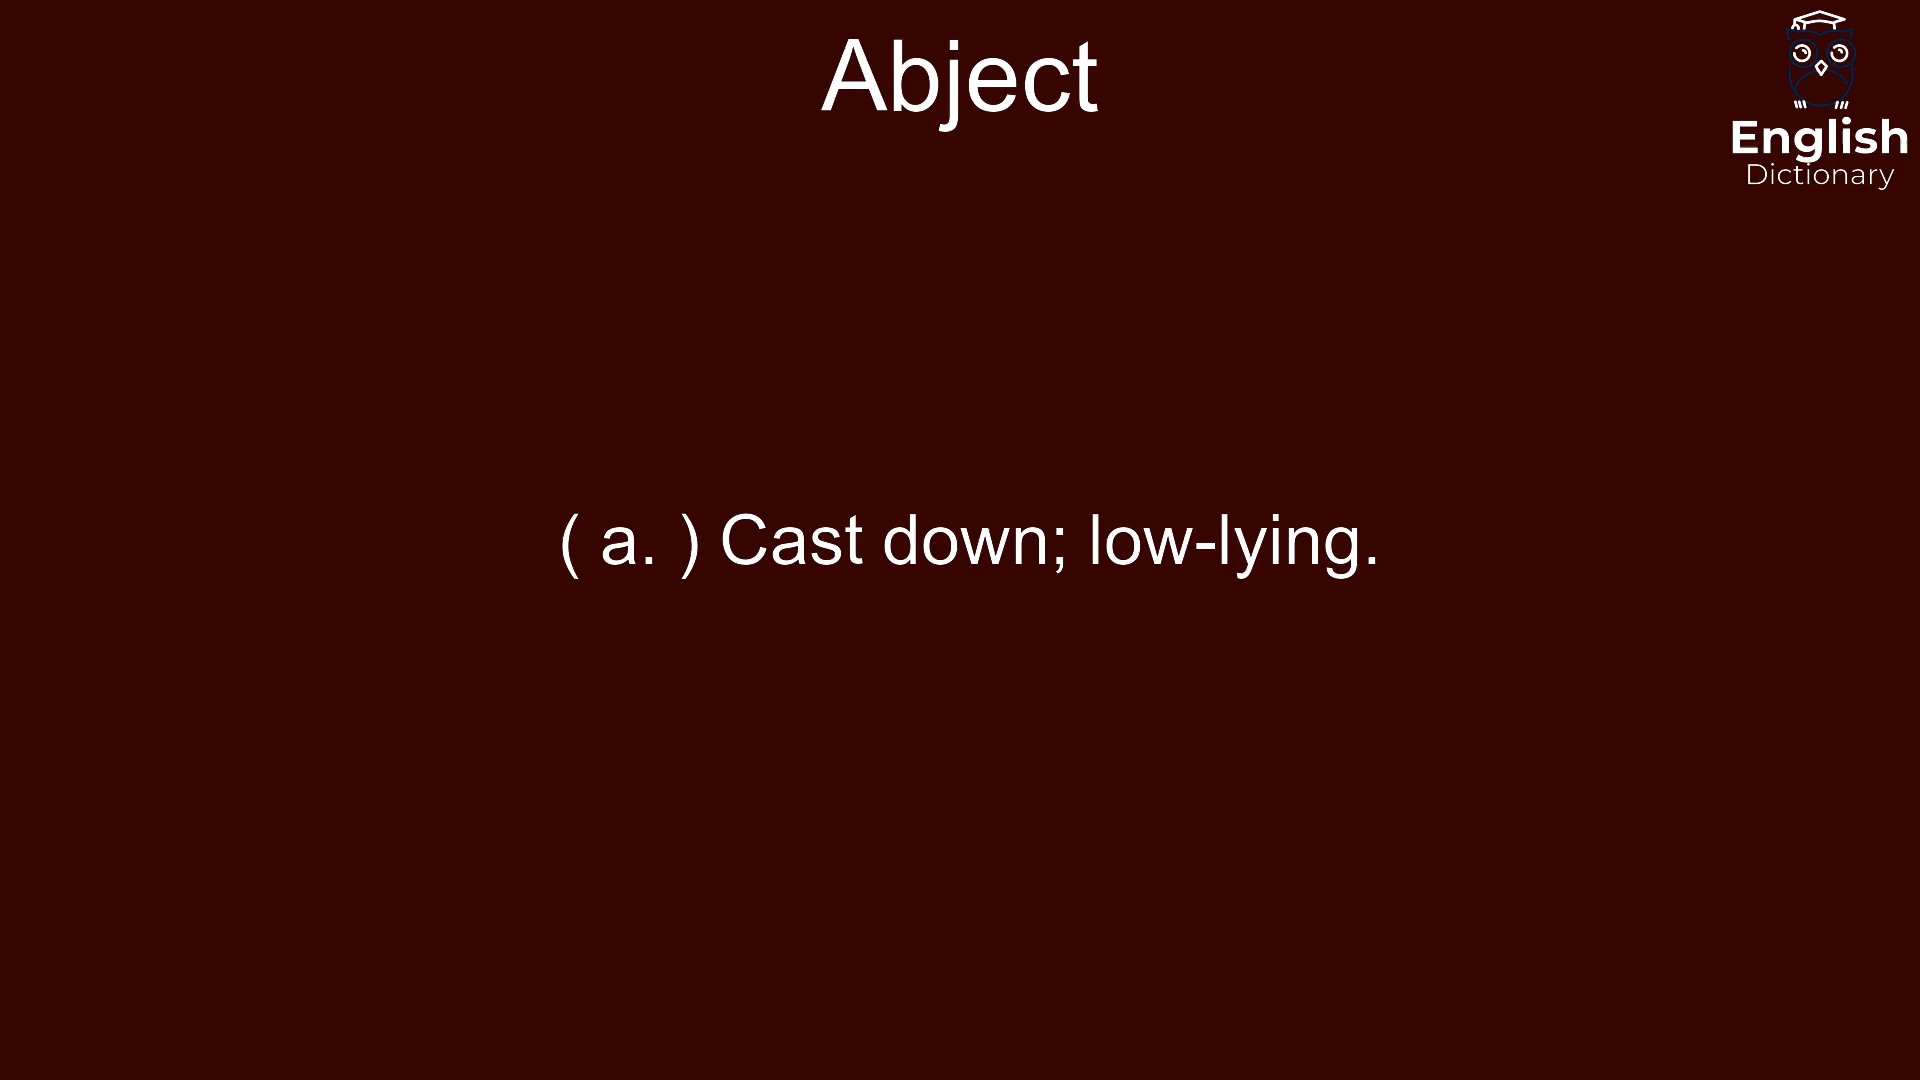 Abject
English
Dictionary
( a. ) Cast down; low-lying.